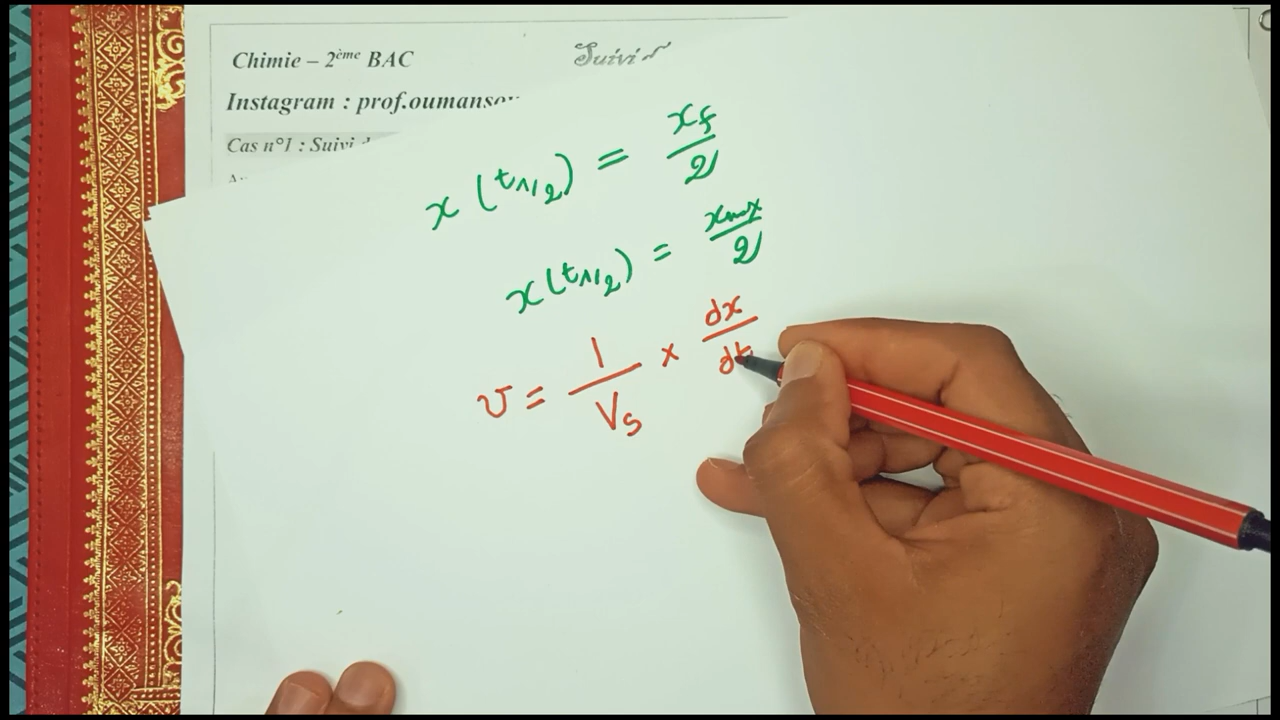 Chimie – 2ème BAC
Suivi
Instagram : prof.oumansou
Cas n°1 : Suivi
x (t1/2) = xf/2
x(t1/2) = xmax/2
v = 1/Vs × dx/dt